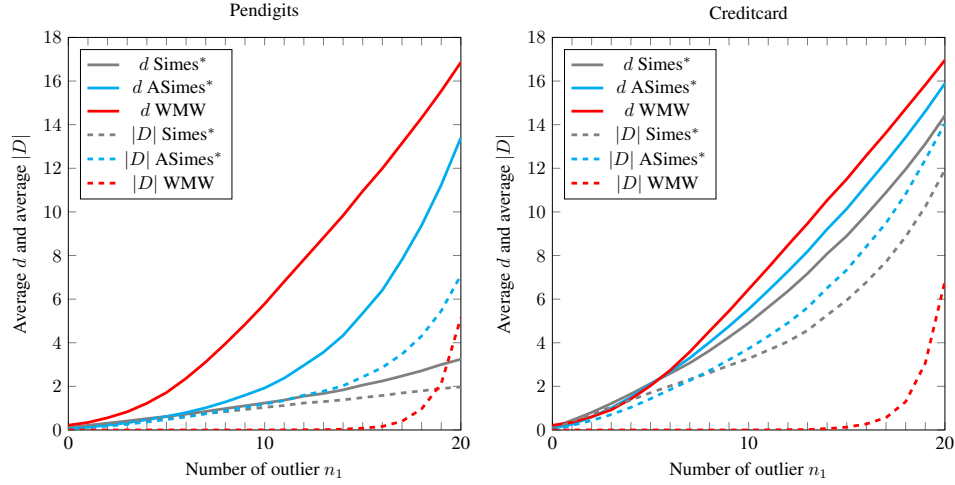 Pendigits
18
16
14
12
10
8
6
4
2
0
Average d and average |D|
d Simes*
d ASimes*
d WMW
|D| Simes*
|D| ASimes*
|D| WMW
0
10
20
Number of outlier n₁
Creditcard
18
16
14
12
10
8
6
4
2
0
Average d and average |D|
d Simes*
d ASimes*
d WMW
|D| Simes*
|D| ASimes*
|D| WMW
0
10
20
Number of outlier n₁